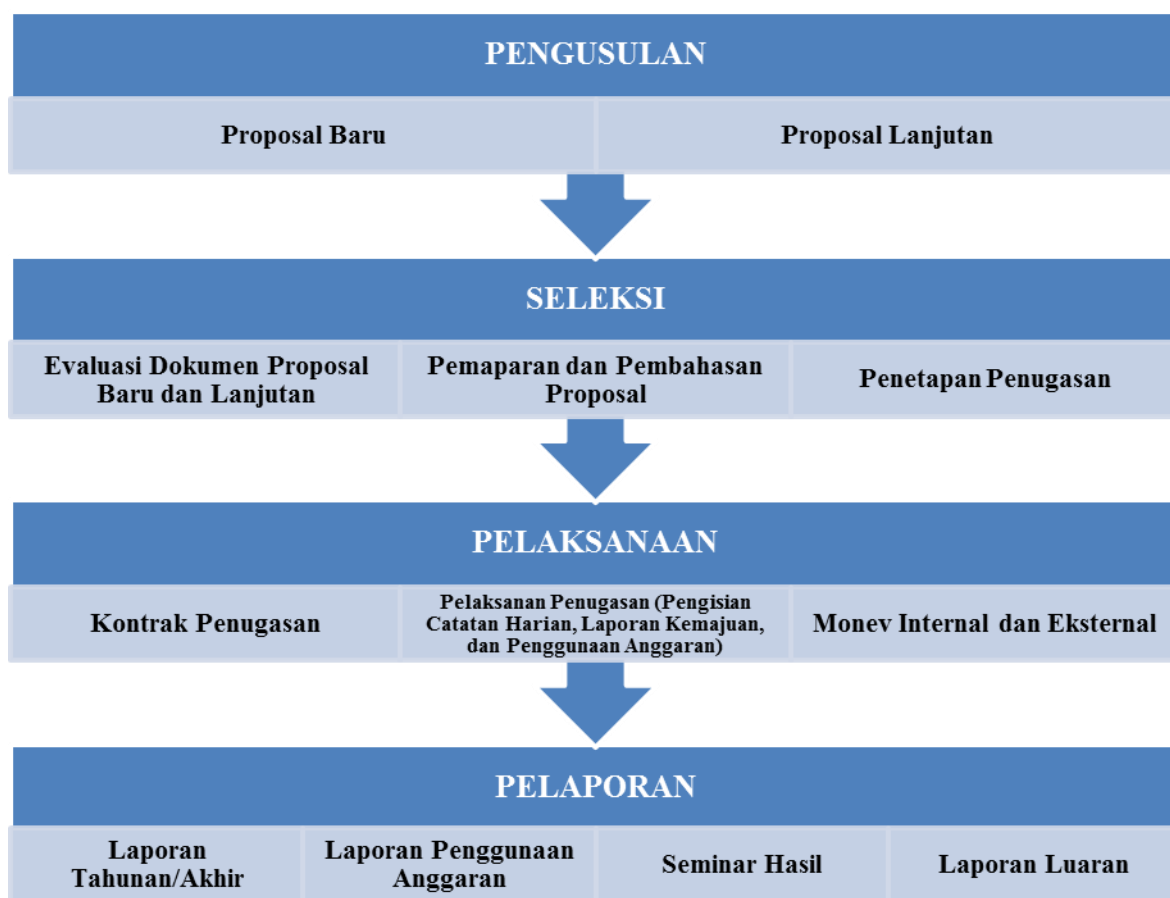 PENGUSULAN
Proposal Baru
Proposal Lanjutan
SELEKSI
Evaluasi Dokumen Proposal
Baru dan Lanjutan
Pemaparan dan Pembahasan
Proposal
Penetapan Penugasan
PELAKSANAAN
Kontrak Penugasan
Pelaksanan Penugasan (Pengisian
Catatan Harian, Laporan Kemajuan,
dan Penggunaan Anggaran)
Monev Internal dan Eksternal
PELAPORAN
Laporan
Tahunan/Akhir
Laporan Penggunaan
Anggaran
Seminar Hasil
Laporan Luaran